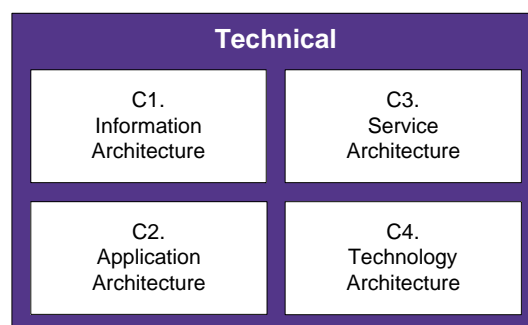 Technical
C1.
Information
Architecture
C3.
Service
Architecture
C2.
Application
Architecture
C4.
Technology
Architecture